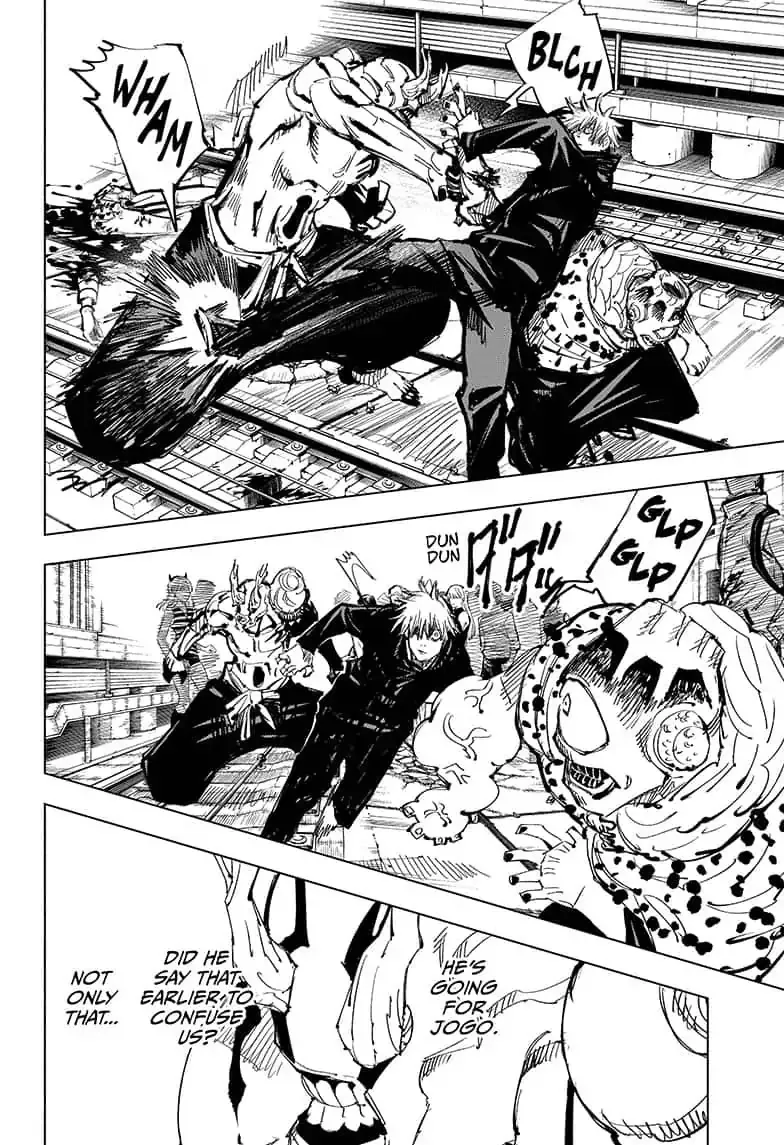 BLCH
WHAM
GLP
GLP
ダダッ
DUN
DUN
HE'S
GOING
FOR
JOGO.
DID HE
SAY THAT
EARLIER TO
CONFUSE
US?
NOT
ONLY
THAT...